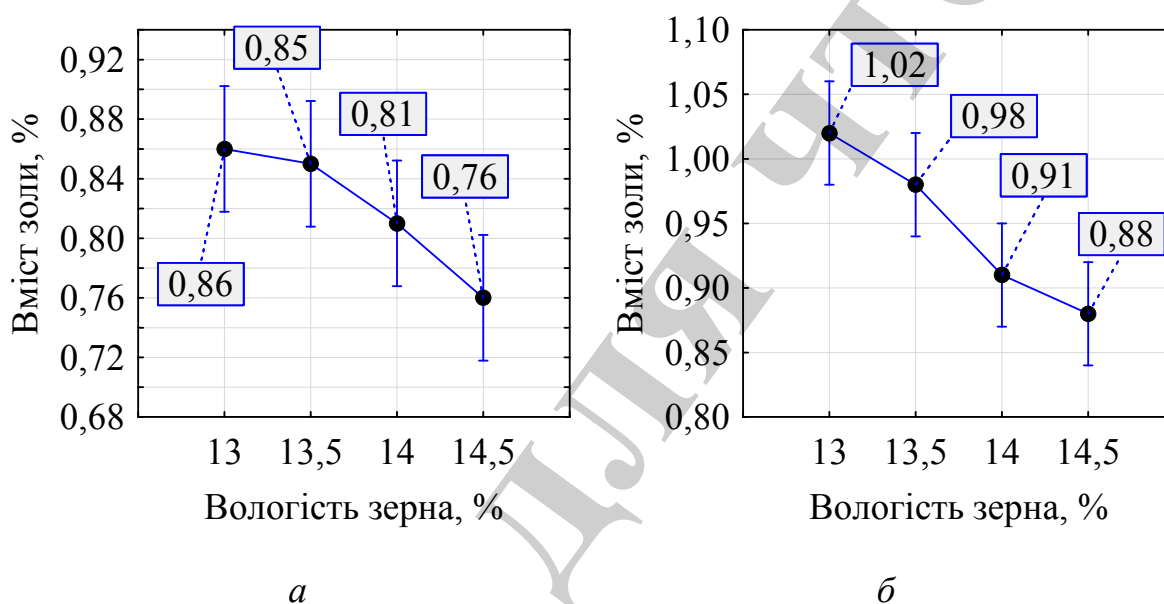 Вміст золи, %
0,92
0,88
0,84
0,80
0,76
0,72
0,68
0,85
0,81
0,76
0,86
13 13,5 14 14,5
Вологість зерна, %
а
Вміст золи, %
1,10
1,05
1,00
0,95
0,90
0,85
0,80
1,02
0,98
0,91
0,88
13 13,5 14 14,5
Вологість зерна, %
б
ДЛЯ